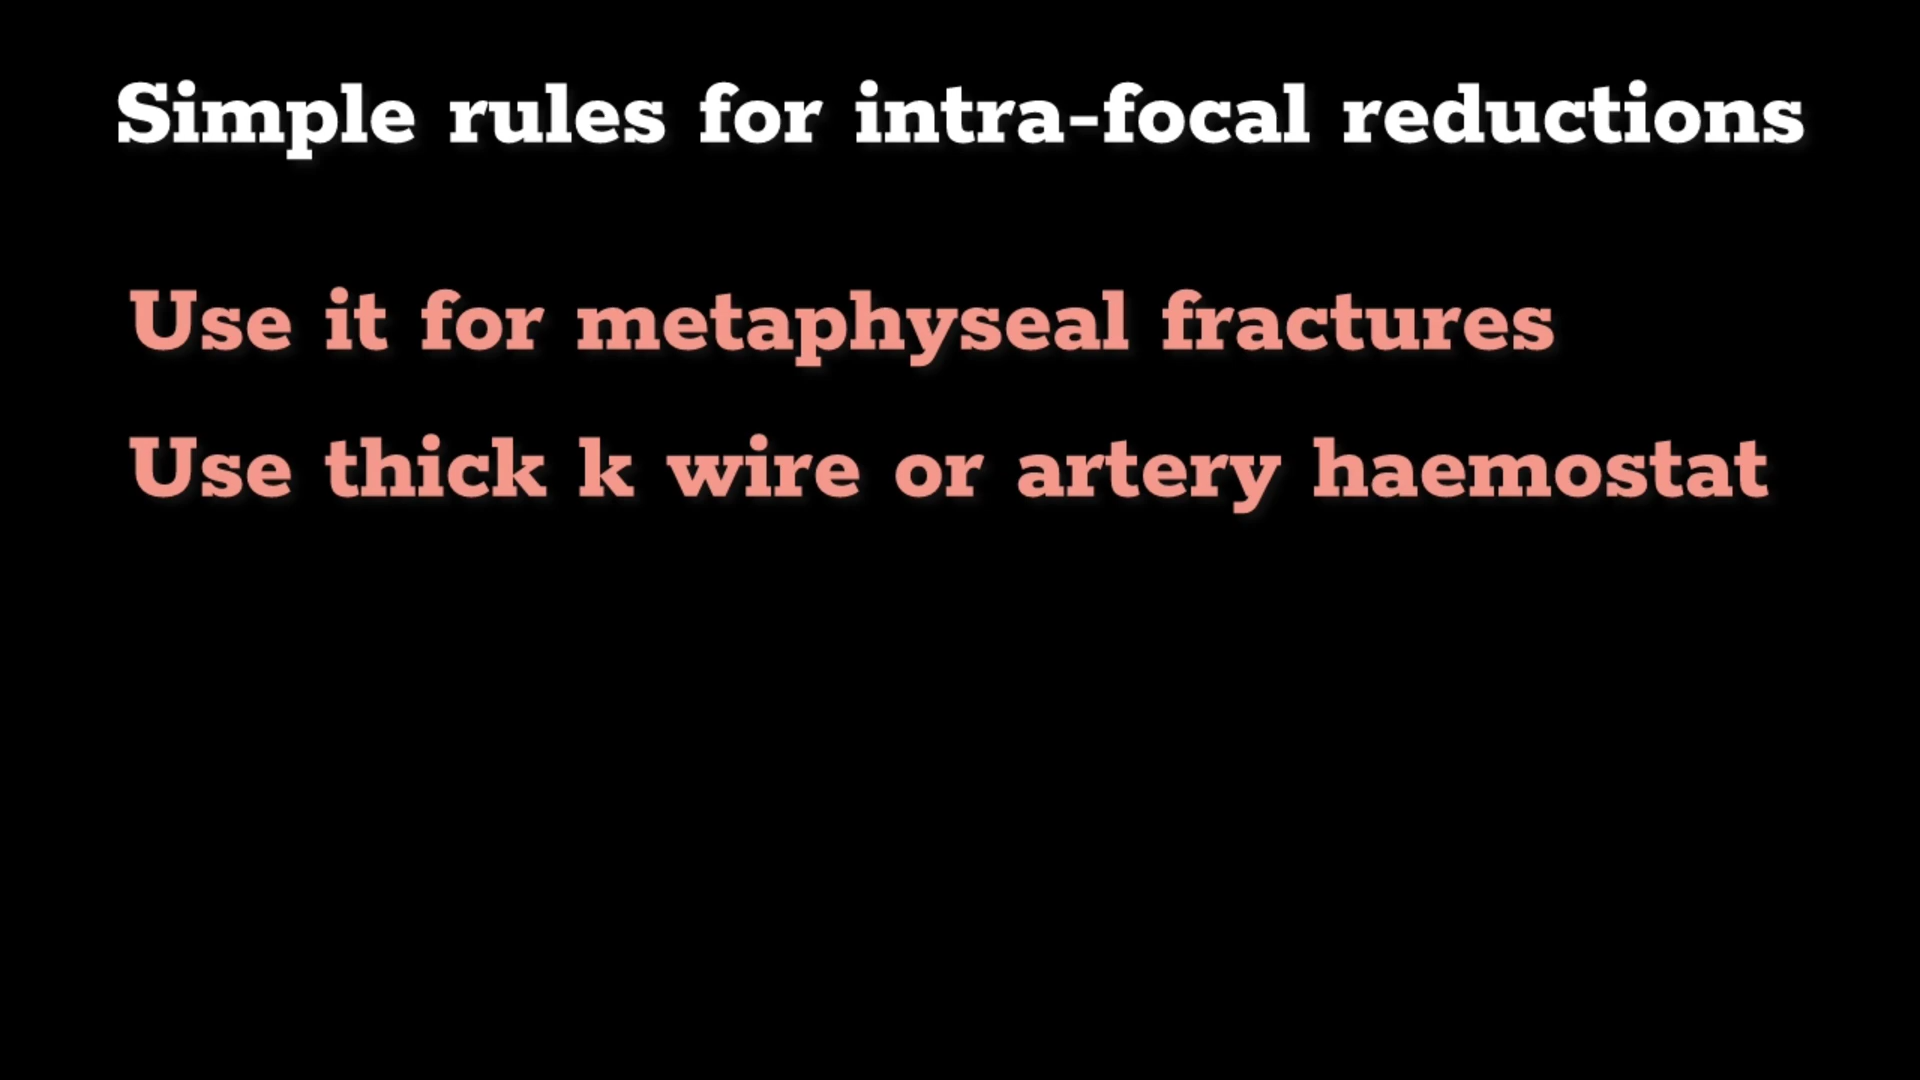 Simple rules for intra-focal reductions
Use it for metaphyseal fractures
Use thick k wire or artery haemostat